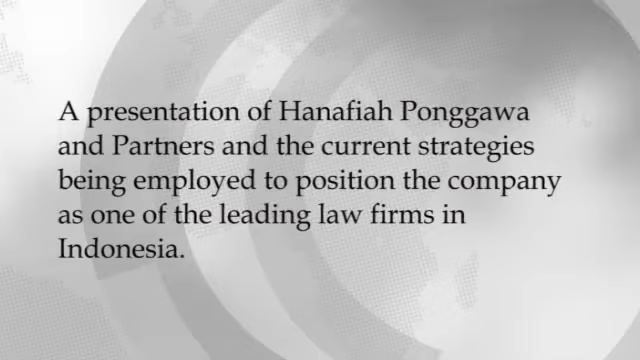 A presentation of Hanafiah Ponggawa
and Partners and the current strategies
being employed to position the company
as one of the leading law firms in
Indonesia.